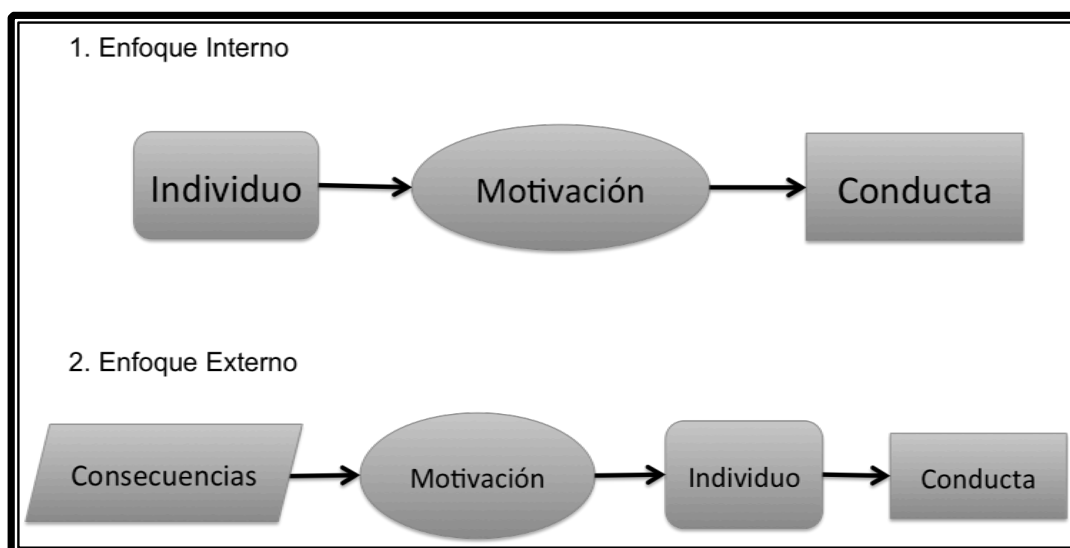 1. Enfoque Interno
Individuo
Motivación
Conducta
2. Enfoque Externo
Consecuencias
Motivación
Individuo
Conducta